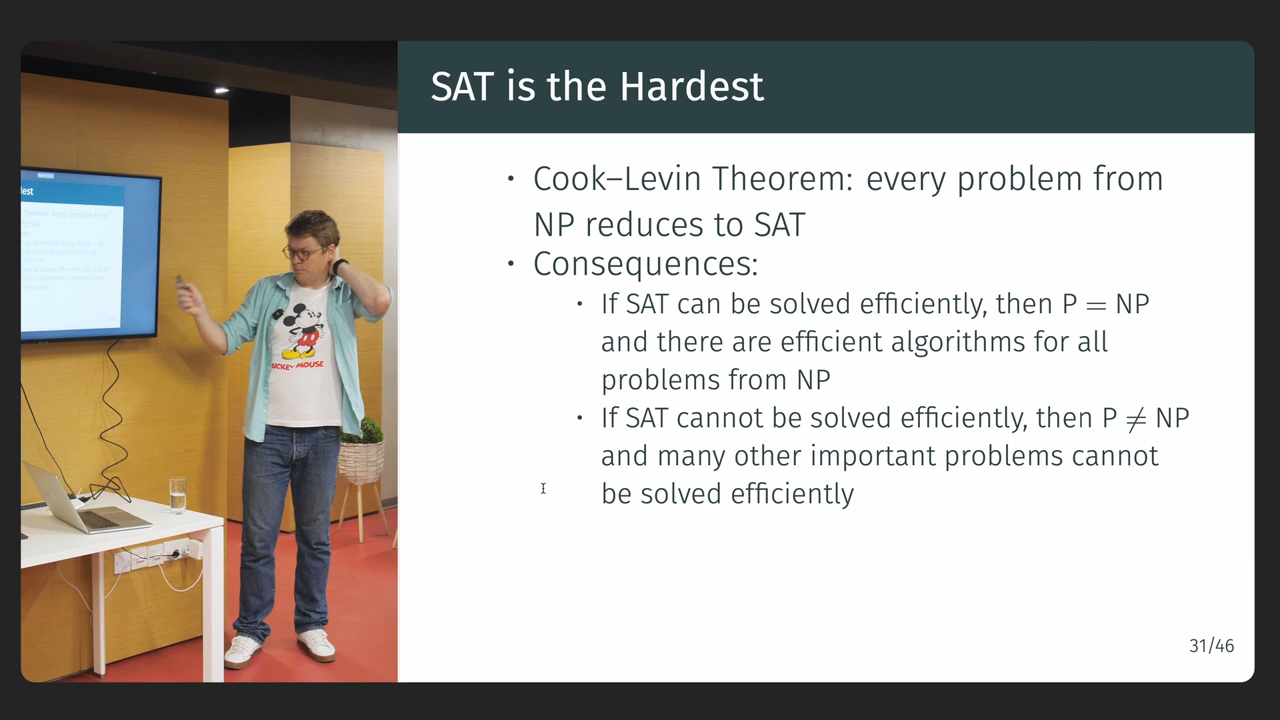 SAT is the Hardest
• Cook–Levin Theorem: every problem from
NP reduces to SAT
• Consequences:
• If SAT can be solved efficiently, then P = NP
and there are efficient algorithms for all
problems from NP
• If SAT cannot be solved efficiently, then P ≠ NP
and many other important problems cannot
be solved efficiently
31/46
MICKEY MOUSE